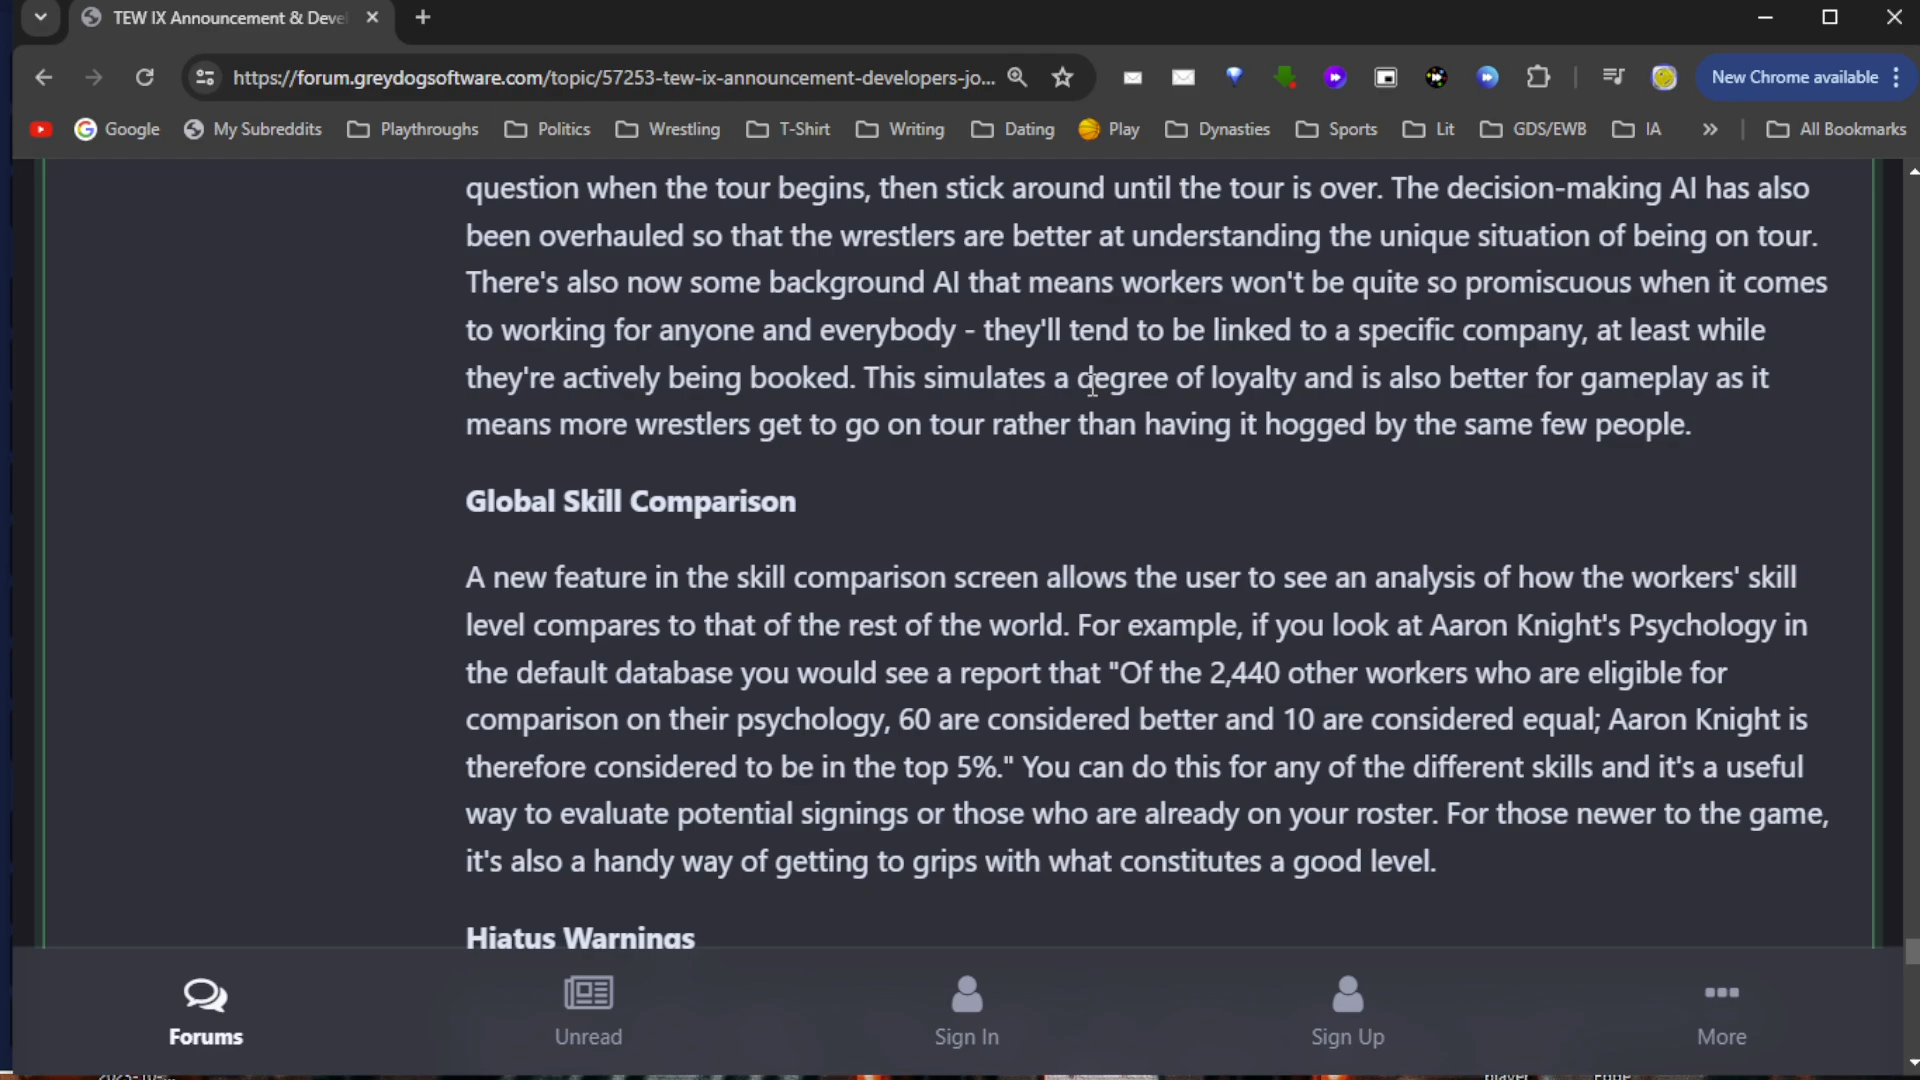 TEW IX Announcement & Deve
https://forum.greydogsoftware.com/topic/57253-tew-ix-announcement-developers-jo...
New Chrome available
Google
My Subreddits
Playthroughs
Politics
Wrestling
T-Shirt
Writing
Dating
Play
Dynasties
Sports
Lit
GDS/EWB
IA
»
All Bookmarks
question when the tour begins, then stick around until the tour is over. The decision-making AI has also
been overhauled so that the wrestlers are better at understanding the unique situation of being on tour.
There's also now some background AI that means workers won't be quite so promiscuous when it comes
to working for anyone and everybody - they'll tend to be linked to a specific company, at least while
they're actively being booked. This simulates a degree of loyalty and is also better for gameplay as it
means more wrestlers get to go on tour rather than having it hogged by the same few people.
Global Skill Comparison
A new feature in the skill comparison screen allows the user to see an analysis of how the workers' skill
level compares to that of the rest of the world. For example, if you look at Aaron Knight's Psychology in
the default database you would see a report that "Of the 2,440 other workers who are eligible for
comparison on their psychology, 60 are considered better and 10 are considered equal; Aaron Knight is
therefore considered to be in the top 5%." You can do this for any of the different skills and it's a useful
way to evaluate potential signings or those who are already on your roster. For those newer to the game,
it's also a handy way of getting to grips with what constitutes a good level.
Hiatus Warnings
Forums
Unread
Sign In
Sign Up
More